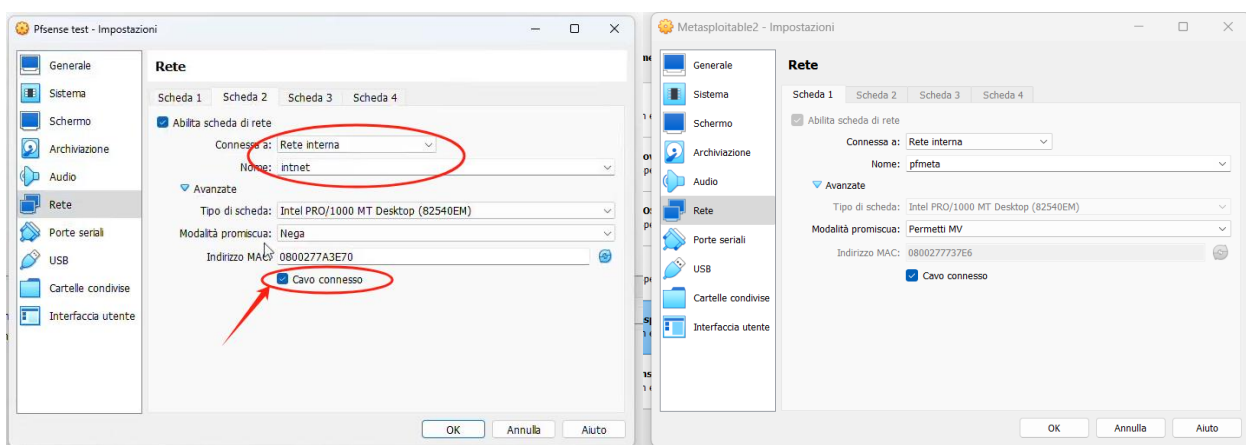 Pfsense test - Impostazioni
Generale
Sistema
Schermo
Archiviazione
Audio
Rete
Porte seriali
USB
Cartelle condivise
Interfaccia utente
Rete
Scheda 1 Scheda 2 Scheda 3 Scheda 4
Abilita scheda di rete
Connessa a: Rete interna
Nome: intnet
Avanzate
Tipo di scheda: Intel PRO/1000 MT Desktop (82540EM)
Modalità promiscua: Nega
Indirizzo MAC: 0800277A3E70
Cavo connesso
OK Annulla Aiuto
Metasploitable2 - Impostazioni
Generale
Sistema
Schermo
Archiviazione
Audio
Rete
Porte seriali
USB
Cartelle condivise
Interfaccia utente
Rete
Scheda 1 Scheda 2 Scheda 3 Scheda 4
Abilita scheda di rete
Connessa a: Rete interna
Nome: pfmeta
Avanzate
Tipo di scheda: Intel PRO/1000 MT Desktop (82540EM)
Modalità promiscua: Permetti MV
Indirizzo MAC: 0800277737E6
Cavo connesso
OK Annulla Aiuto